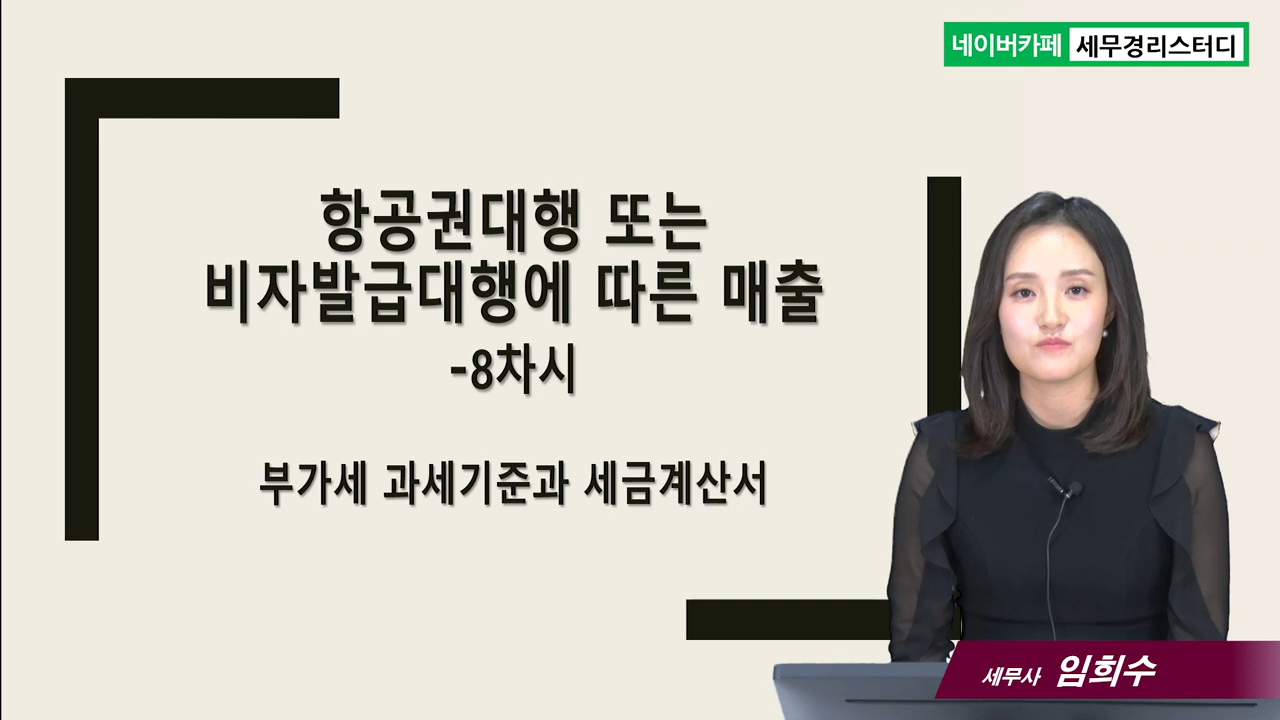 네이버카페 세무경리스터디
항공권대행 또는
비자발급대행에 따른 매출
-8차시
부가세 과세기준과 세금계산서
세무사 임희수